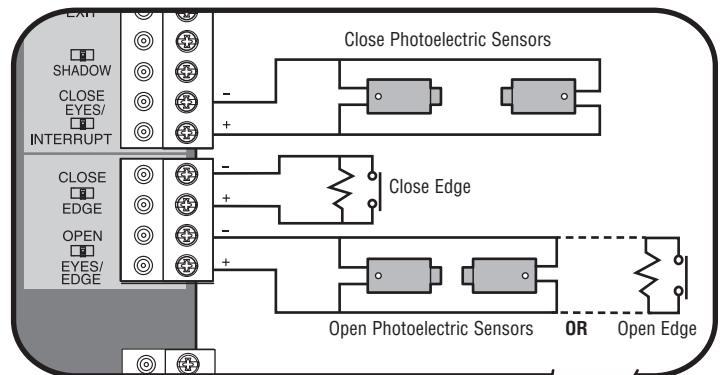 EXIT
SHADOW
CLOSE
EYES/
INTERRUPT
CLOSE
EDGE
OPEN
EYES/
EDGE
-
+
-
+
-
+
Close Photoelectric Sensors
Close Edge
Open Photoelectric Sensors OR Open Edge